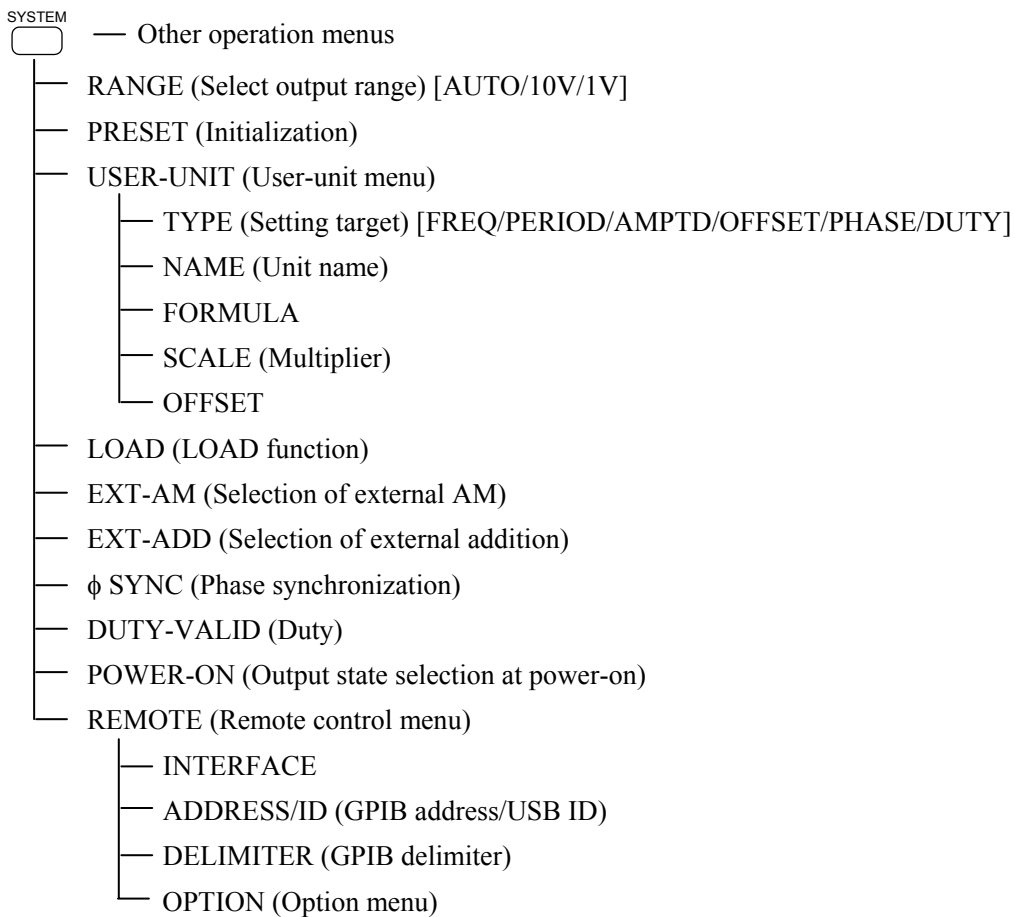 SYSTEM
— Other operation menus
RANGE (Select output range) [AUTO/10V/1V]
PRESET (Initialization)
USER-UNIT (User-unit menu)
TYPE (Setting target) [FREQ/PERIOD/AMPTD/OFFSET/PHASE/DUTY]
NAME (Unit name)
FORMULA
SCALE (Multiplier)
OFFSET
LOAD (LOAD function)
EXT-AM (Selection of external AM)
EXT-ADD (Selection of external addition)
ϕ SYNC (Phase synchronization)
DUTY-VALID (Duty)
POWER-ON (Output state selection at power-on)
REMOTE (Remote control menu)
INTERFACE
ADDRESS/ID (GPIB address/USB ID)
DELIMITER (GPIB delimiter)
OPTION (Option menu)